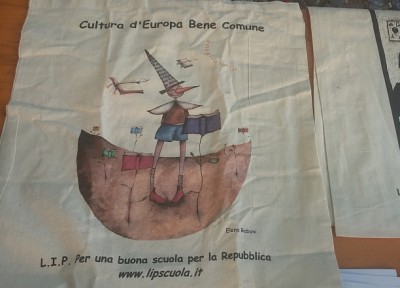 Cultura d'Europa Bene Comune
L.I.P. Per una buona scuola per la Repubblica
www.lipscuola.it